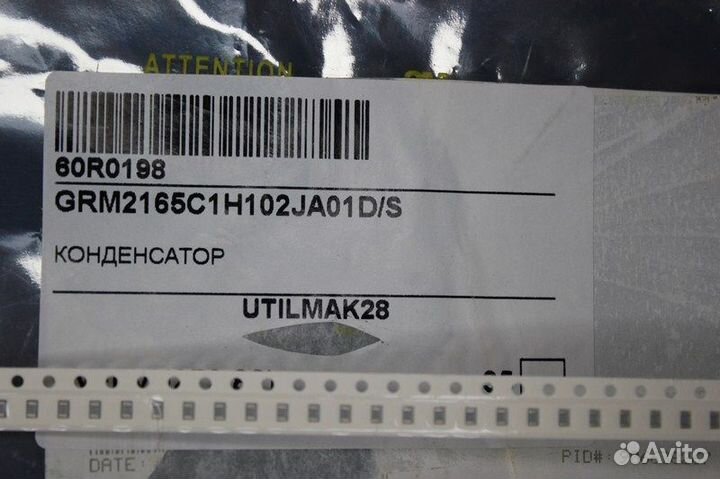 ATTENTION
60R0198
GRM2165C1H102JA01D/S
КОНДЕНСАТОР
UTILMAK28
DATE:
PID#:
Avito